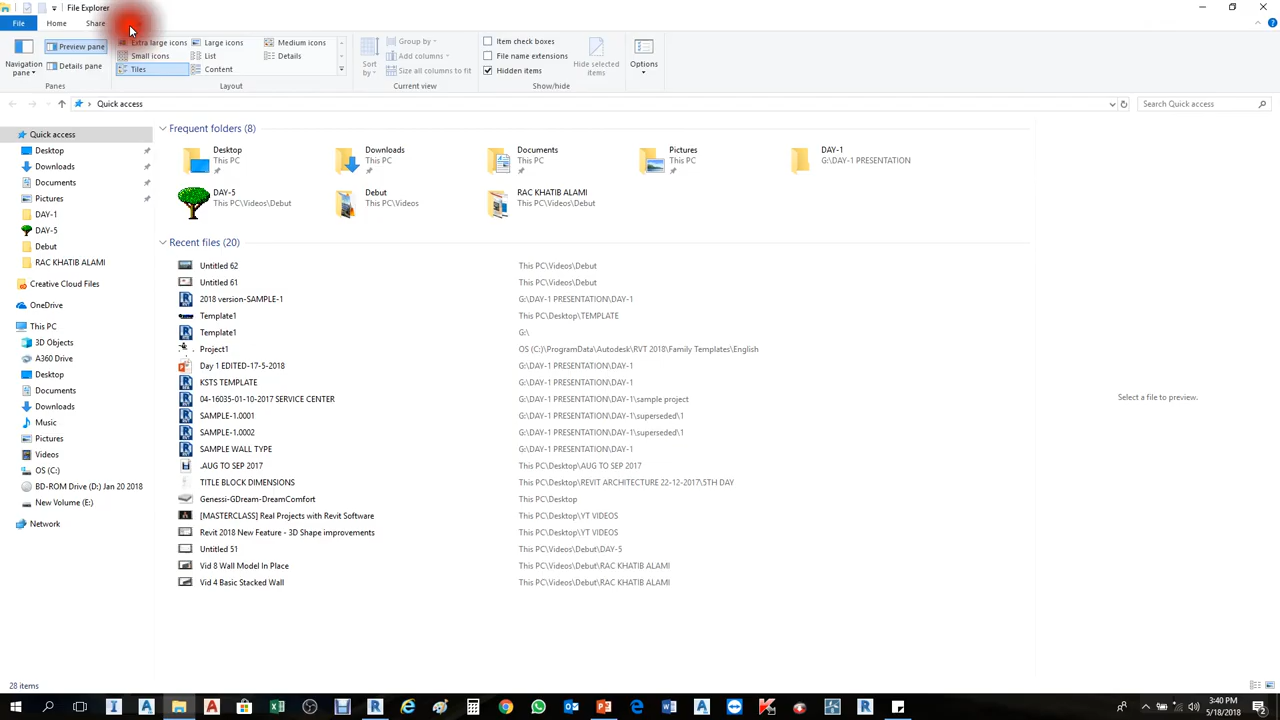 File Explorer
File Home Share
Navigation pane
Preview pane
Details pane
Panes
Extra large icons Large icons Medium icons
Small icons List Details
Tiles Content
Layout
Sort by
Group by
Add columns
Size all columns to fit
Current view
Item check boxes
File name extensions
Hidden items
Hide selected items
Show/hide
Options
Quick access
Search Quick access
Quick access
Desktop
Downloads
Documents
Pictures
DAY-1
DAY-5
Debut
RAC KHATIB ALAMI
Creative Cloud Files
OneDrive
This PC
3D Objects
A360 Drive
Desktop
Documents
Downloads
Music
Pictures
Videos
OS (C:)
BD-ROM Drive (D:) Jan 20 2018
New Volume (E:)
Network
Frequent folders (8)
Desktop
This PC
Downloads
This PC
Documents
This PC
Pictures
This PC
DAY-1
G:\DAY-1 PRESENTATION
DAY-5
This PC\Videos\Debut
Debut
This PC\Videos
RAC KHATIB ALAMI
This PC\Videos\Debut
Recent files (20)
Untitled 62 This PC\Videos\Debut
Untitled 61 This PC\Videos\Debut
2018 version-SAMPLE-1 G:\DAY-1 PRESENTATION\DAY-1
Template1 This PC\Desktop\TEMPLATE
Template1 G:\
Project1 OS (C:)\ProgramData\Autodesk\RVT 2018\Family Templates\English
Day 1 EDITED-17-5-2018 G:\DAY-1 PRESENTATION\DAY-1
KSTS TEMPLATE G:\DAY-1 PRESENTATION\DAY-1
04-16035-01-10-2017 SERVICE CENTER G:\DAY-1 PRESENTATION\DAY-1\sample project
SAMPLE-1.0001 G:\DAY-1 PRESENTATION\DAY-1\superseded\1
SAMPLE-1.0002 G:\DAY-1 PRESENTATION\DAY-1\superseded\1
SAMPLE WALL TYPE G:\DAY-1 PRESENTATION\DAY-1
.AUG TO SEP 2017 This PC\Desktop\AUG TO SEP 2017
TITLE BLOCK DIMENSIONS This PC\Desktop\REVIT ARCHITECTURE 22-12-2017\5TH DAY
Genessi-GDream-DreamComfort This PC\Desktop
[MASTERCLASS] Real Projects with Revit Software This PC\Desktop\YT VIDEOS
Revit 2018 New Feature - 3D Shape improvements This PC\Desktop\YT VIDEOS
Untitled 51 This PC\Videos\Debut\DAY-5
Vid 8 Wall Model In Place This PC\Videos\Debut\RAC KHATIB ALAMI
Vid 4 Basic Stacked Wall This PC\Videos\Debut\RAC KHATIB ALAMI
Select a file to preview.
28 items
3:40 PM
5/18/2018